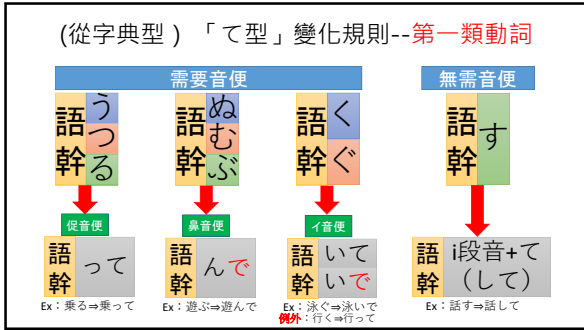 (從字典型 ) 「て型」變化規則--第一類動詞
需要音便
無需音便
語幹 う つ る
語幹 ぬ む ぶ
語幹 く ぐ
語幹 す
促音便
鼻音便
イ音便
語幹 って
語幹 んで
語幹 いて いで
語幹 i段音+て (して)
Ex：乗る⇒乗って
Ex：遊ぶ⇒遊んで
Ex：泳ぐ⇒泳いで
例外：行く⇒行って
Ex：話す⇒話して